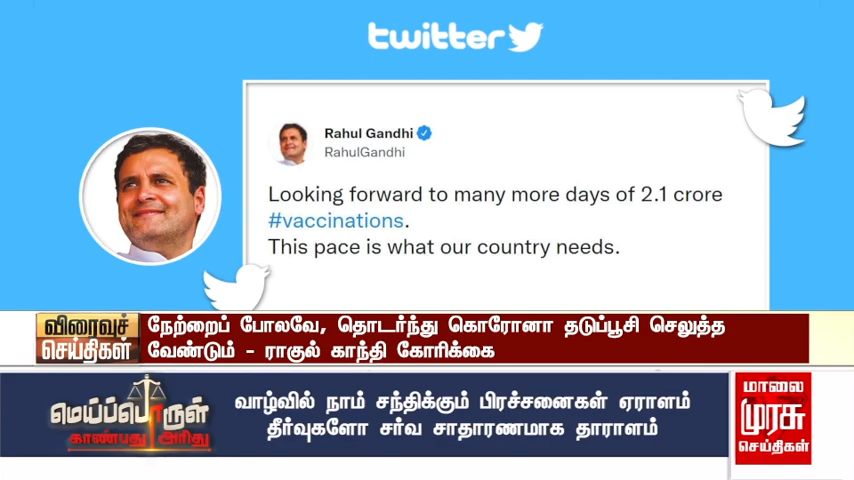 twitter
Rahul Gandhi
RahulGandhi
Looking forward to many more days of 2.1 crore
#vaccinations.
This pace is what our country needs.
விரைவுச்
செய்திகள்
நேற்றைப் போலவே, தொடர்ந்து கொரோனா தடுப்பூசி செலுத்த
வேண்டும் - ராகுல் காந்தி கோரிக்கை
மெய்ப்பொருள்
காண்பது அரிது
வாழ்வில் நாம் சந்திக்கும் பிரச்சனைகள் ஏராளம்
தீர்வுகளோ சர்வ சாதாரணமாக தாராளம்
மாலை
முரசு
செய்திகள்